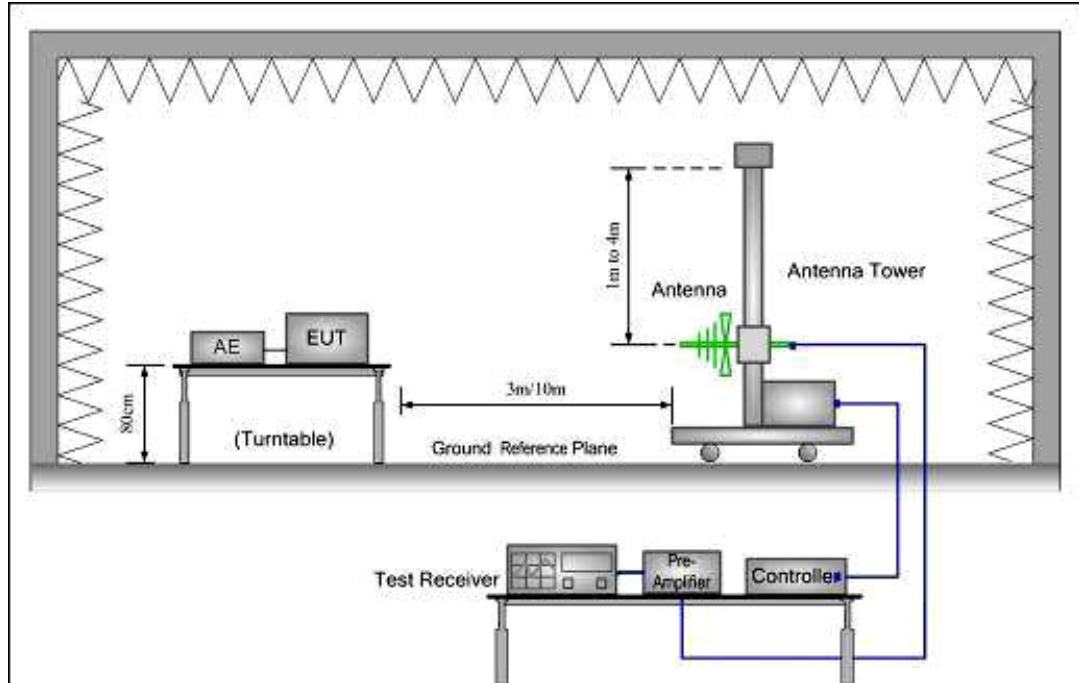 1m to 4m
Antenna Tower
Antenna
AE
EUT
80cm
3m/10m
(Turntable)
Ground Reference Plane
Test Receiver
Pre-
Amplifier
Controlle